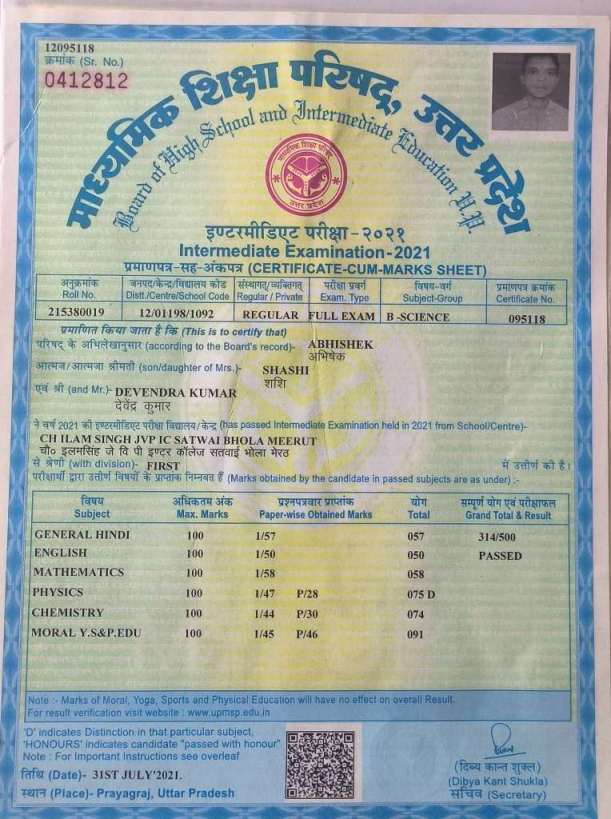 12095118
क्रमांक (Sr. No.)
0412812
माध्यमिक शिक्षा परिषद्, उत्तर प्रदेश
Board of High School and Intermediate Education U.P.
माध्यमिक शिक्षा परिषद्
उत्तर प्रदेश
इण्टरमीडिएट परीक्षा-२०२१
Intermediate Examination-2021
प्रमाणपत्र-सह-अंकपत्र (CERTIFICATE-CUM-MARKS SHEET)
अनुक्रमांक जनपद/केन्द्र/विद्यालय कोड संस्थागत/व्यक्तिगत परीक्षा प्रवर्ग विषय-वर्ग प्रमाणपत्र क्रमांक
Roll No. Distt./Centre/School Code Regular / Private Exam. Type Subject-Group Certificate No.
215380019 12/01198/1092 REGULAR FULL EXAM B -SCIENCE 095118
प्रमाणित किया जाता है कि (This is to certify that)
परिषद् के अभिलेखानुसार (according to the Board's record)- ABHISHEK
अभिषेक
आत्मज/आत्मजा श्रीमती (son/daughter of Mrs.)- SHASHI
शशि
एवं श्री (and Mr.)- DEVENDRA KUMAR
देवेंद्र कुमार
ने वर्ष 2021 की इण्टरमीडिएट परीक्षा विद्यालय/केन्द्र (has passed Intermediate Examination held in 2021 from School/Centre)-
CH ILAM SINGH JVP IC SATWAI BHOLA MEERUT
चौ० इलमसिंह जे वि पी इण्टर कॉलेज सतवाई भोला मेरठ
से श्रेणी (with division)- FIRST में उत्तीर्ण की है।
परीक्षार्थी द्वारा उत्तीर्ण विषयों के प्राप्तांक निम्नवत हैं (Marks obtained by the candidate in passed subjects are as under) :-
विषय अधिकतम अंक प्रश्नपत्रवार प्राप्तांक योग सम्पूर्ण योग एवं परीक्षाफल
Subject Max. Marks Paper-wise Obtained Marks Total Grand Total & Result
GENERAL HINDI 100 1/57 057 314/500
ENGLISH 100 1/50 050 PASSED
MATHEMATICS 100 1/58 058
PHYSICS 100 1/47 P/28 075 D
CHEMISTRY 100 1/44 P/30 074
MORAL Y.S&P.EDU 100 1/45 P/46 091
Note :- Marks of Moral, Yoga, Sports and Physical Education will have no effect on overall Result.
For result verification visit website : www.upmsp.edu.in
'D' indicates Distinction in that particular subject,
'HONOURS' indicates candidate "passed with honour"
Note : For Important Instructions see overleaf
तिथि (Date)- 31ST JULY'2021.
स्थान (Place)- Prayagraj, Uttar Pradesh
(दिव्य कान्त शुक्ल)
(Dibya Kant Shukla)
सचिव (Secretary)